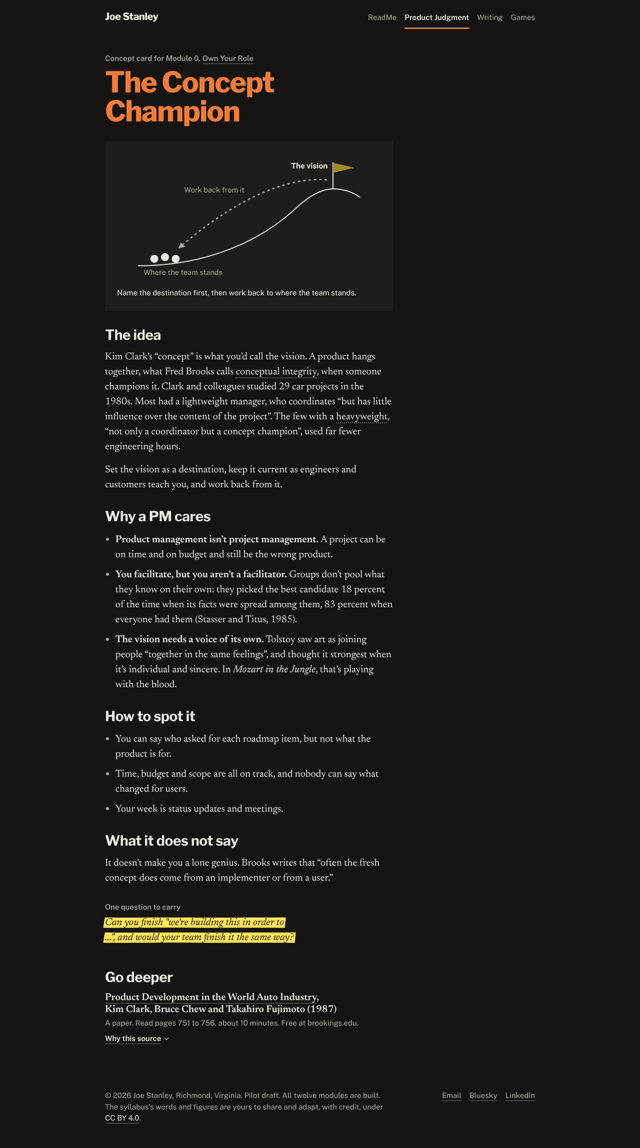 Joe Stanley
ReadMe Product Judgment Writing Games
Concept card for Module 0, Own Your Role
The Concept
Champion
The vision
Work back from it
Where the team stands
Name the destination first, then work back to where the team stands.
The idea
Kim Clark's “concept” is what you'd call the vision. A product hangs
together, what Fred Brooks calls conceptual integrity, when someone
champions it. Clark and colleagues studied 29 car projects in the
1980s. Most had a lightweight manager, who coordinates “but has little
influence over the content of the project”. The few with a heavyweight,
“not only a coordinator but a concept champion”, used far fewer
engineering hours.
Set the vision as a destination, keep it current as engineers and
customers teach you, and work back from it.
Why a PM cares
• Product management isn't project management. A project can be
on time and on budget and still be the wrong product.
• You facilitate, but you aren't a facilitator. Groups don't pool what
they know on their own: they picked the best candidate 18 percent
of the time when its facts were spread among them, 83 percent when
everyone had them (Stasser and Titus, 1985).
• The vision needs a voice of its own. Tolstoy saw art as joining
people “together in the same feelings”, and thought it strongest when
it's individual and sincere. In Mozart in the Jungle, that's playing
with the blood.
How to spot it
• You can say who asked for each roadmap item, but not what the
product is for.
• Time, budget and scope are all on track, and nobody can say what
changed for users.
• Your week is status updates and meetings.
What it does not say
It doesn't make you a lone genius. Brooks writes that “often the fresh
concept does come from an implementer or from a user.”
One question to carry
Can you finish "we're building this in order to
...", and would your team finish it the same way?
Go deeper
Product Development in the World Auto Industry,
Kim Clark, Bruce Chew and Takahiro Fujimoto (1987)
A paper. Read pages 751 to 756, about 10 minutes. Free at brookings.edu.
Why this source
© 2026 Joe Stanley, Richmond, Virginia. Pilot draft. All twelve modules are built.
The syllabus's words and figures are yours to share and adapt, with credit, under
CC BY 4.0.
Email Bluesky LinkedIn